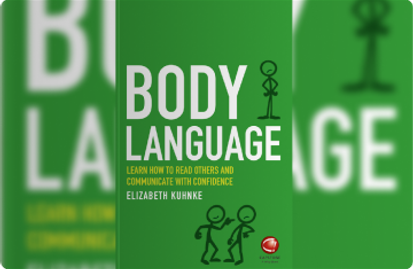 BODY
LANGUAGE
LEARN HOW TO READ OTHERS AND
COMMUNICATE WITH CONFIDENCE
ELIZABETH KUHNKE